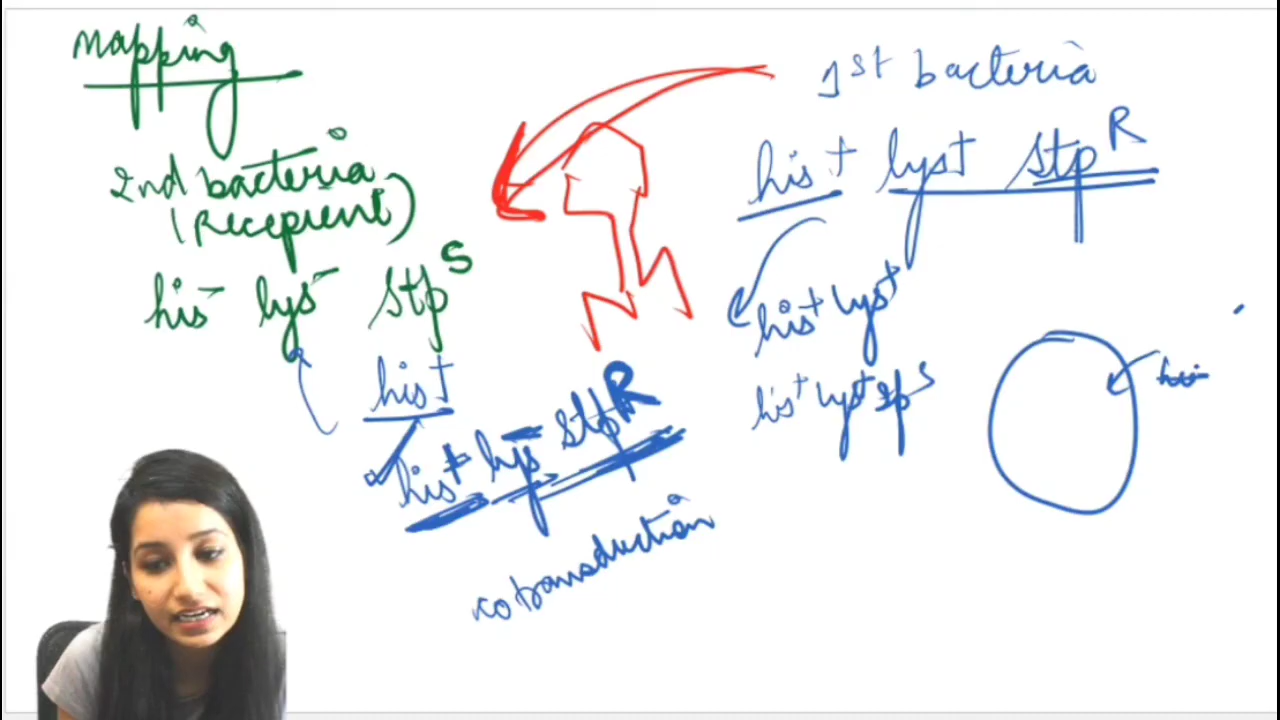 Mapping
2nd bacteria
(Recepient)
his⁻ lys⁻ stp^S
his+
his+ lys⁻ stp^R
cotransduction
1st bacteria
his+ lys+ stp^R
his+ lys+
his+ lys+ stp^S